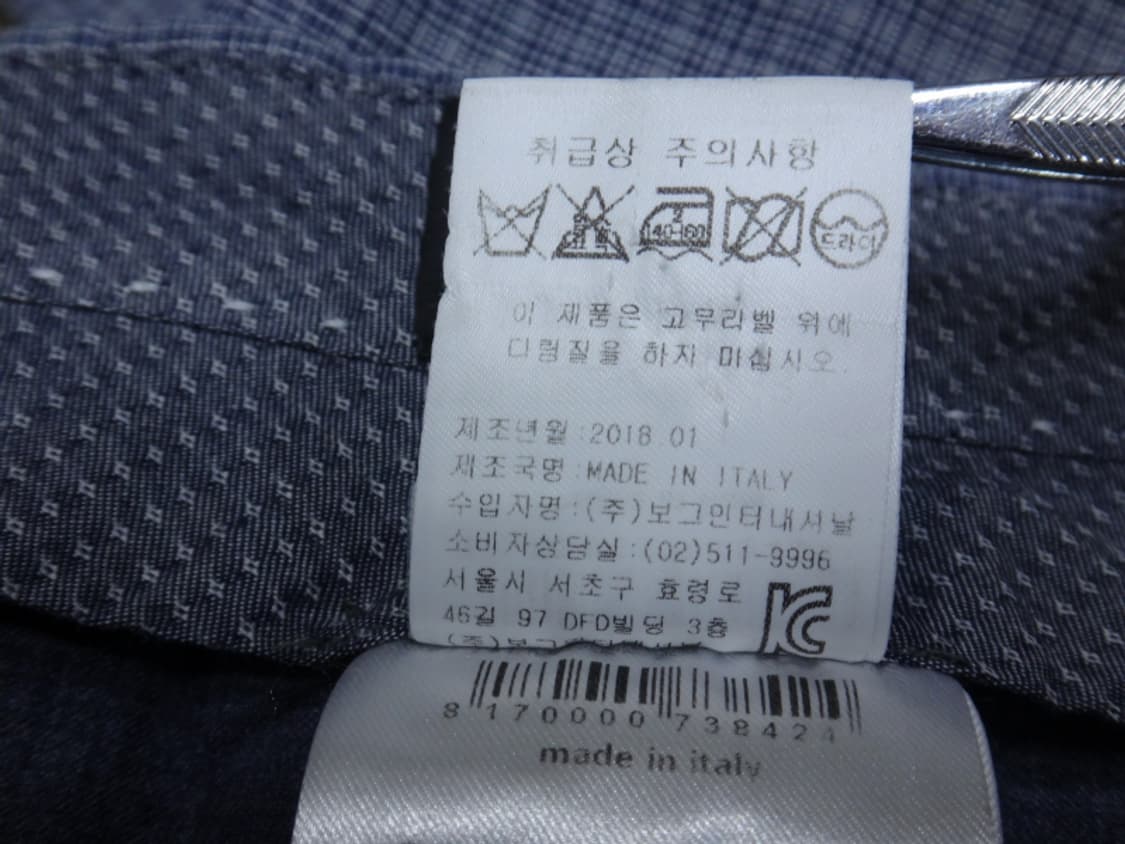 취급상 주의사항
140-160 드라이
이 제품은 고무라벨 위에
다림질을 하지 마십시오.
제조년월:2018.01
제조국명:MADE IN ITALY
수입자명:(주)보그인터내셔날
소비자상담실:(02)511-9996
서울시 서초구 효령로
46길 97 DFD빌딩 3층
KC
8 170000 738424
made in italy